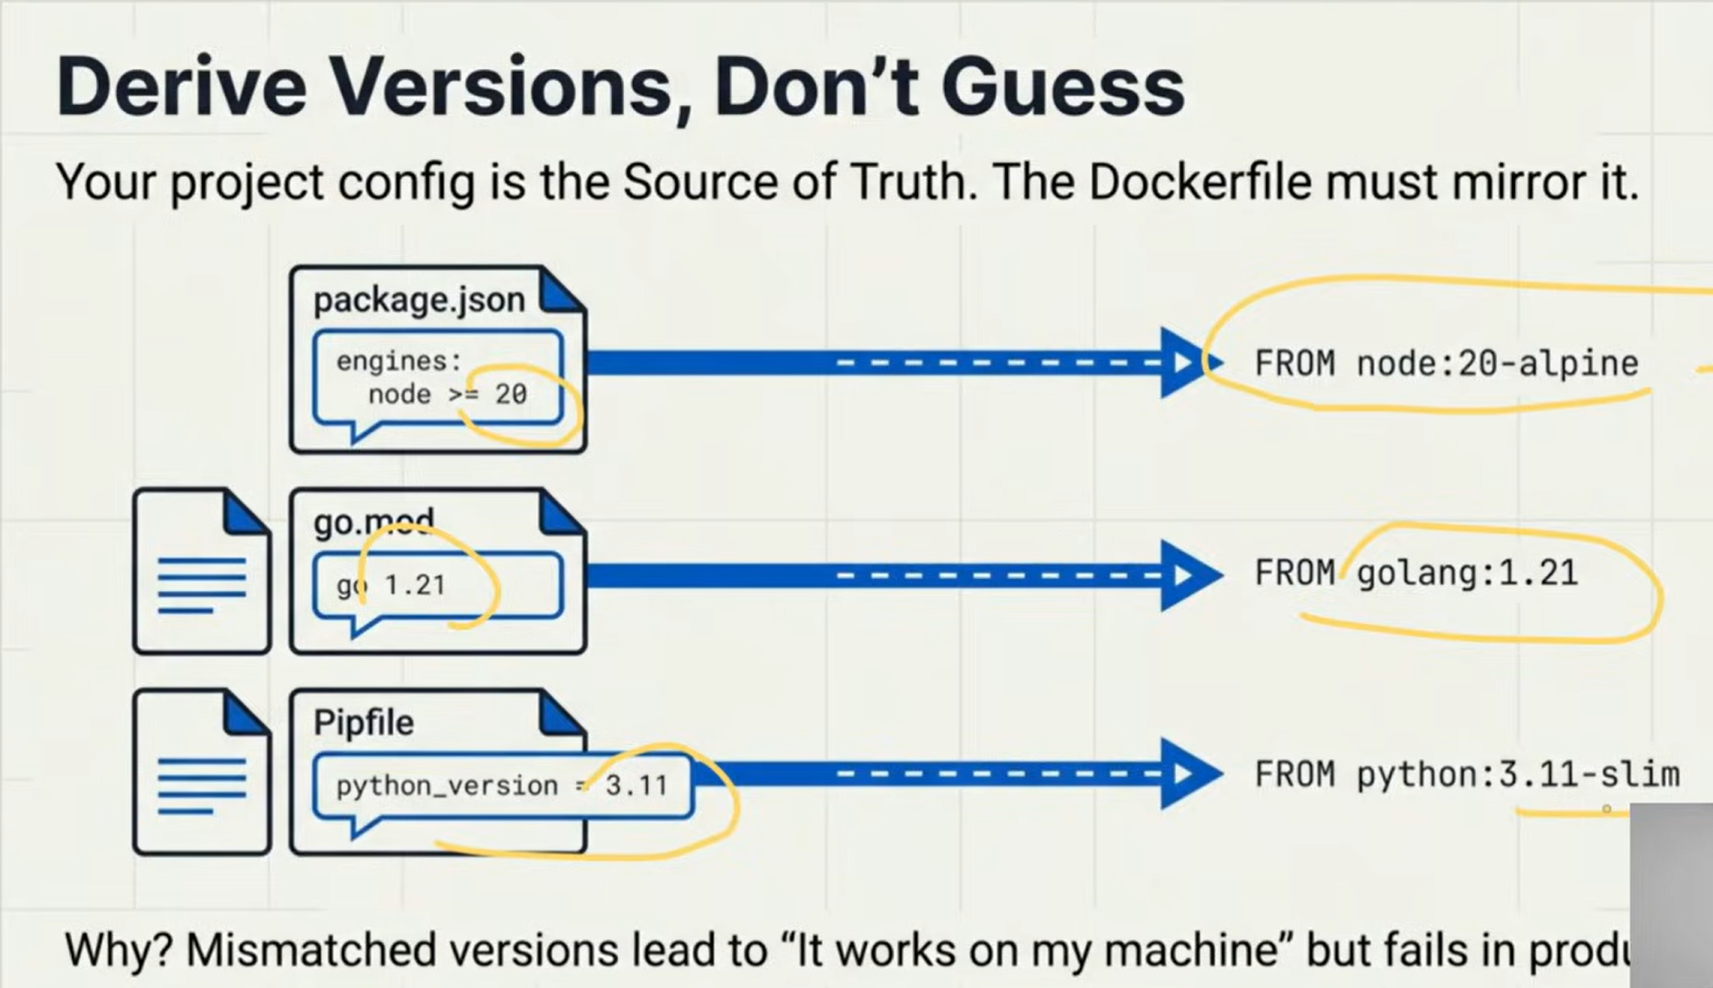 Derive Versions, Don’t Guess
Your project config is the Source of Truth. The Dockerfile must mirror it.
package.json
engines:
node >= 20
FROM node:20-alpine
go.mod
go 1.21
FROM golang:1.21
Pipfile
python_version = 3.11
FROM python:3.11-slim
Why? Mismatched versions lead to “It works on my machine” but fails in